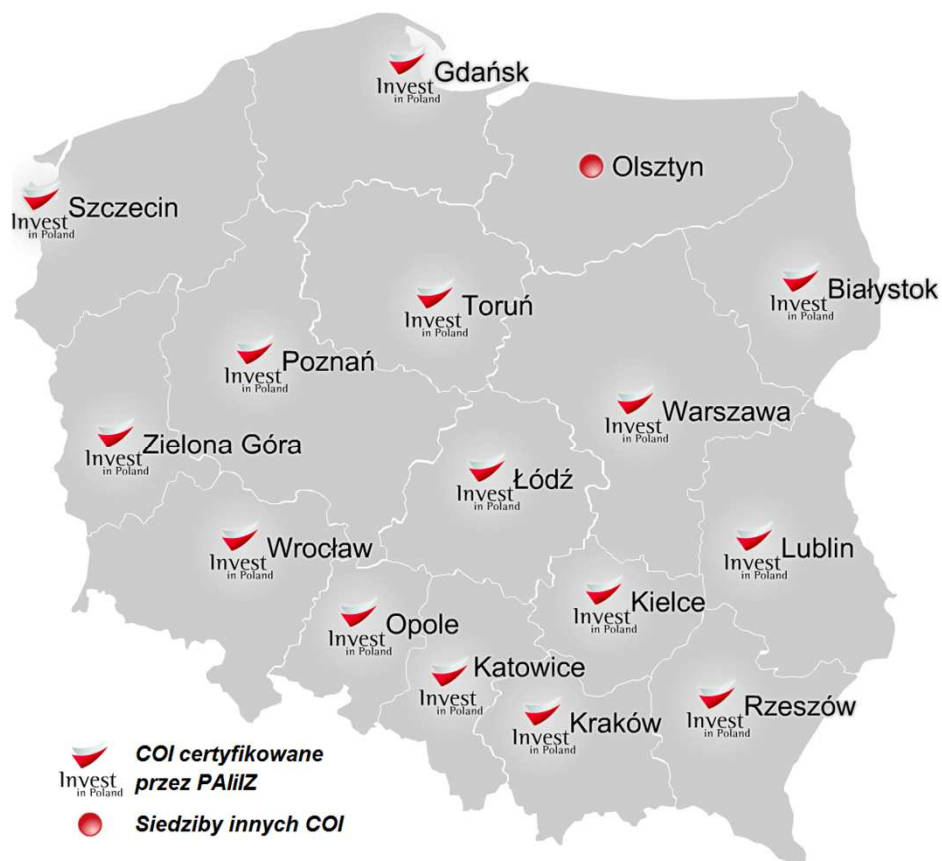 Invest
in Poland
Gdańsk
Olsztyn
Invest
in Poland
Szczecin
Invest
in Poland
Białystok
Invest
in Poland
Toruń
Invest
in Poland
Poznań
Invest
in Poland
Warszawa
Invest
in Poland
Zielona Góra
Invest
in Poland
Łódź
Invest
in Poland
Wrocław
Invest
in Poland
Lublin
Invest
in Poland
Kielce
Invest
in Poland
Opole
Invest
in Poland
Katowice
Invest
in Poland
Kraków
Invest
in Poland
Rzeszów
Invest
in Poland
COI certyfikowane
przez PAIiIZ
Siedziby innych COI